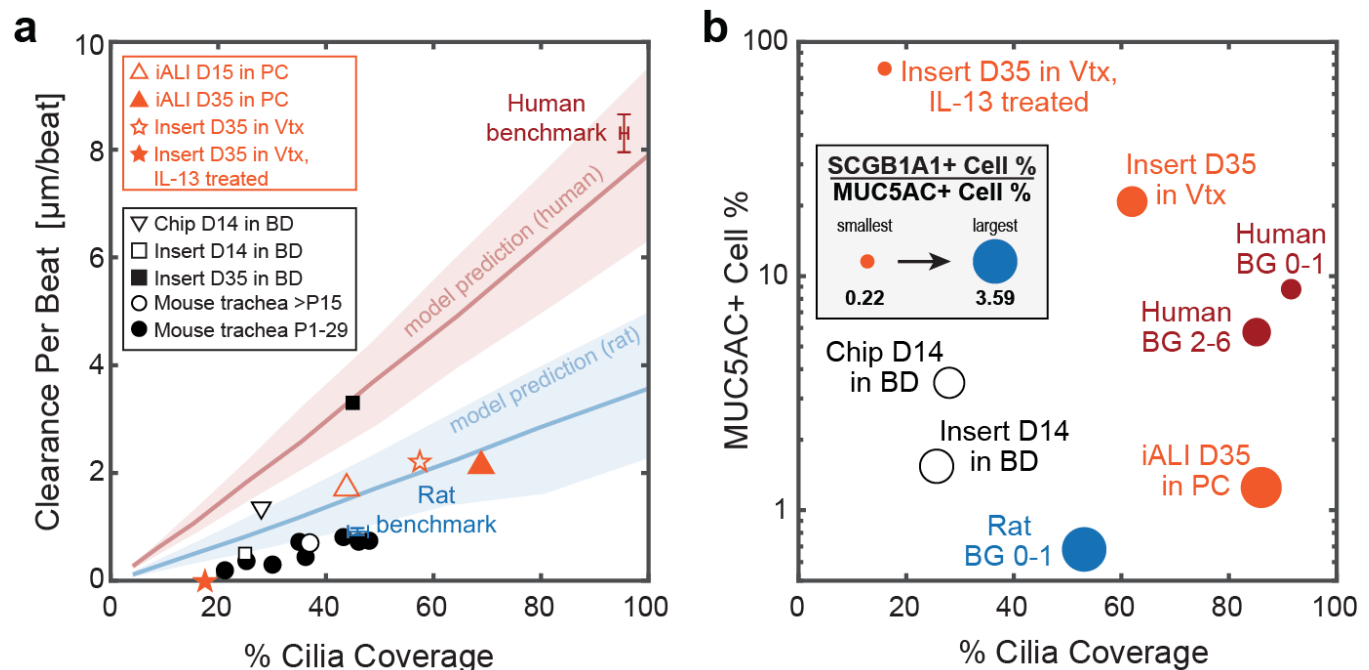 a
Clearance Per Beat [µm/beat]
10
8
6
4
2
0
0
20
40
60
80
100
% Cilia Coverage
iALI D15 in PC
iALI D35 in PC
Insert D35 in Vtx
Insert D35 in Vtx,
IL-13 treated
Chip D14 in BD
Insert D14 in BD
Insert D35 in BD
Mouse trachea >P15
Mouse trachea P1-29
Human
benchmark
model prediction (human)
model prediction (rat)
Rat
benchmark
b
MUC5AC+ Cell %
100
10
1
0
20
40
60
80
100
% Cilia Coverage
Insert D35 in Vtx,
IL-13 treated
SCGB1A1+ Cell %
MUC5AC+ Cell %
smallest
largest
0.22
3.59
Insert D35
in Vtx
Human
BG 0-1
Human
BG 2-6
Chip D14
in BD
Insert D14
in BD
iALI D35
in PC
Rat
BG 0-1